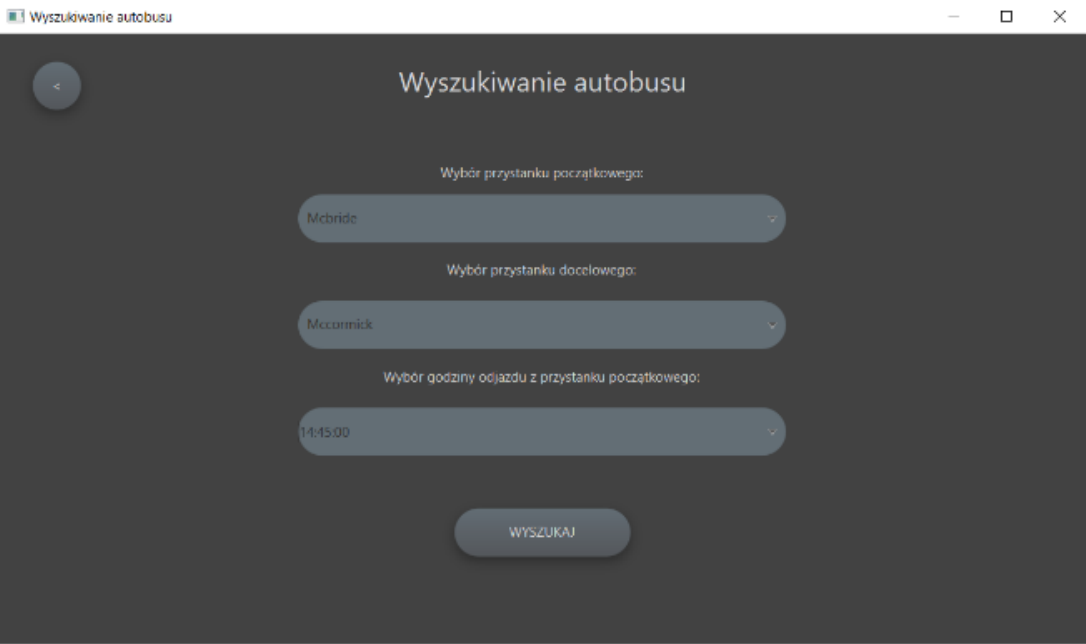 Wyszukiwanie autobusu
<
Wyszukiwanie autobusu
Wybór przystanku początkowego:
Mcbride
Wybór przystanku docelowego:
Mccormick
Wybór godziny odjazdu z przystanku początkowego:
14:45:00
WYSZUKAJ